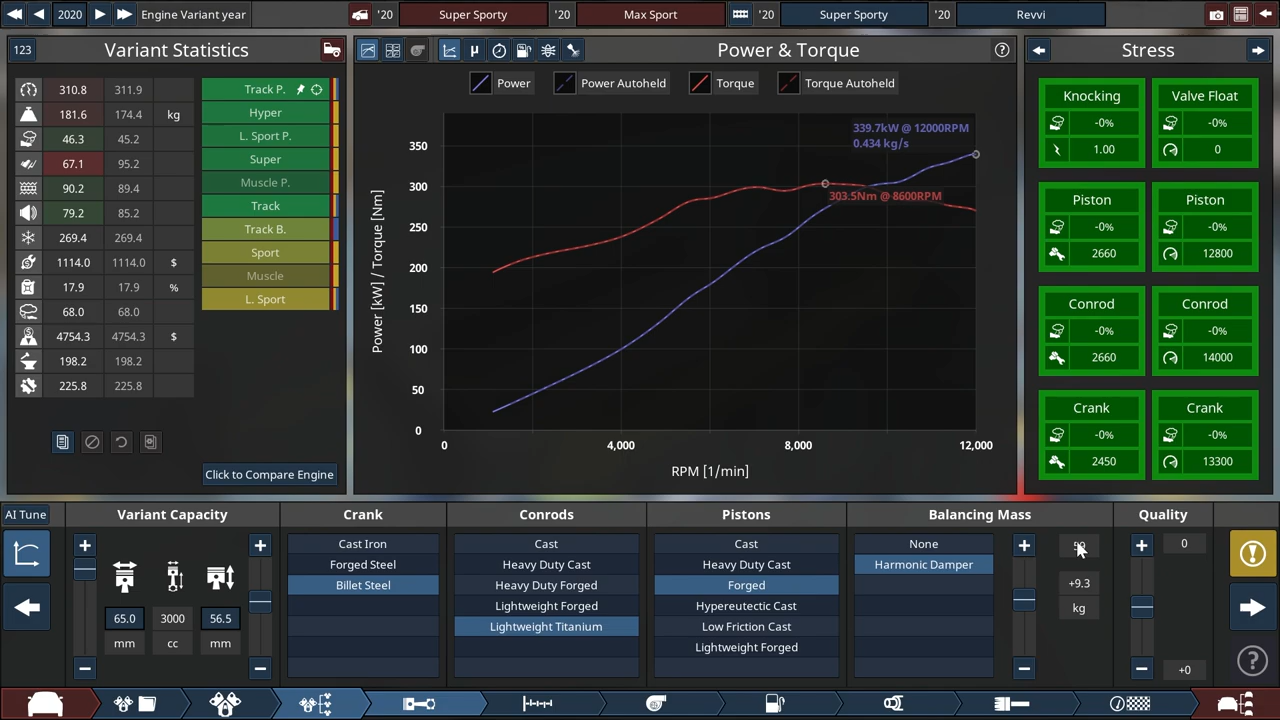 2020
Engine Variant year
'20
Super Sporty
'20
Max Sport
'20
Super Sporty
'20
Revvi
123
Variant Statistics
Power & Torque
Stress
310.8 311.9
181.6 174.4 kg
46.3 45.2
67.1 95.2
90.2 89.4
79.2 85.2
269.4 269.4
1114.0 1114.0 $
17.9 17.9 %
68.0 68.0
4754.3 4754.3 $
198.2 198.2
225.8 225.8
Track P.
Hyper
L. Sport P.
Super
Muscle P.
Track
Track B.
Sport
Muscle
L. Sport
Click to Compare Engine
Power
Power Autoheld
Torque
Torque Autoheld
339.7kW @ 12000RPM
0.434 kg/s
303.5Nm @ 8600RPM
Power [kW] / Torque [Nm]
350
300
250
200
150
100
50
0
0 4,000 8,000 12,000
RPM [1/min]
Knocking
-0%
1.00
Valve Float
-0%
0
Piston
-0%
2660
Piston
-0%
12800
Conrod
-0%
2660
Conrod
-0%
14000
Crank
-0%
2450
Crank
-0%
13300
AI Tune
Variant Capacity
65.0 3000 56.5
mm cc mm
Crank
Cast Iron
Forged Steel
Billet Steel
Conrods
Cast
Heavy Duty Cast
Heavy Duty Forged
Lightweight Forged
Lightweight Titanium
Pistons
Cast
Heavy Duty Cast
Forged
Hypereutectic Cast
Low Friction Cast
Lightweight Forged
Balancing Mass
None
Harmonic Damper
+9.3
kg
Quality
0
+0